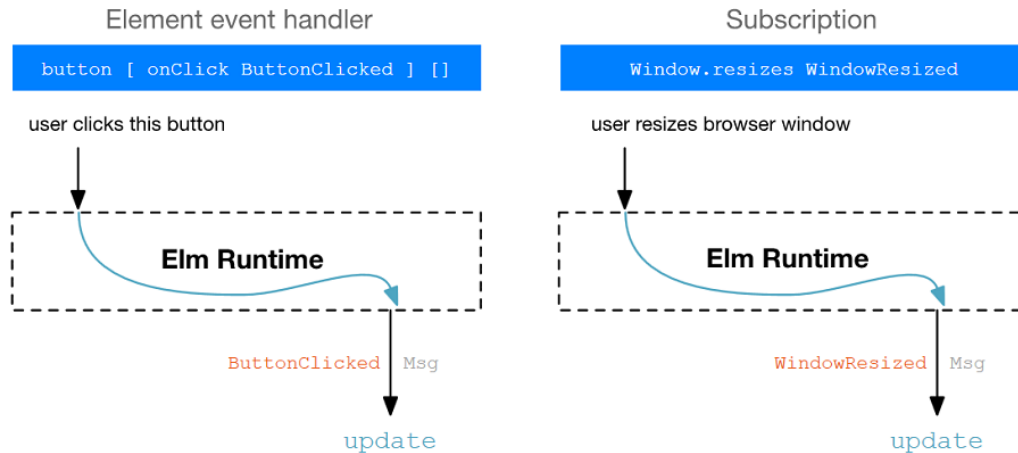 Element event handler
button [ onClick ButtonClicked ] []
user clicks this button
Elm Runtime
ButtonClicked Msg
update
Subscription
Window.resizes WindowResized
user resizes browser window
Elm Runtime
WindowResized Msg
update